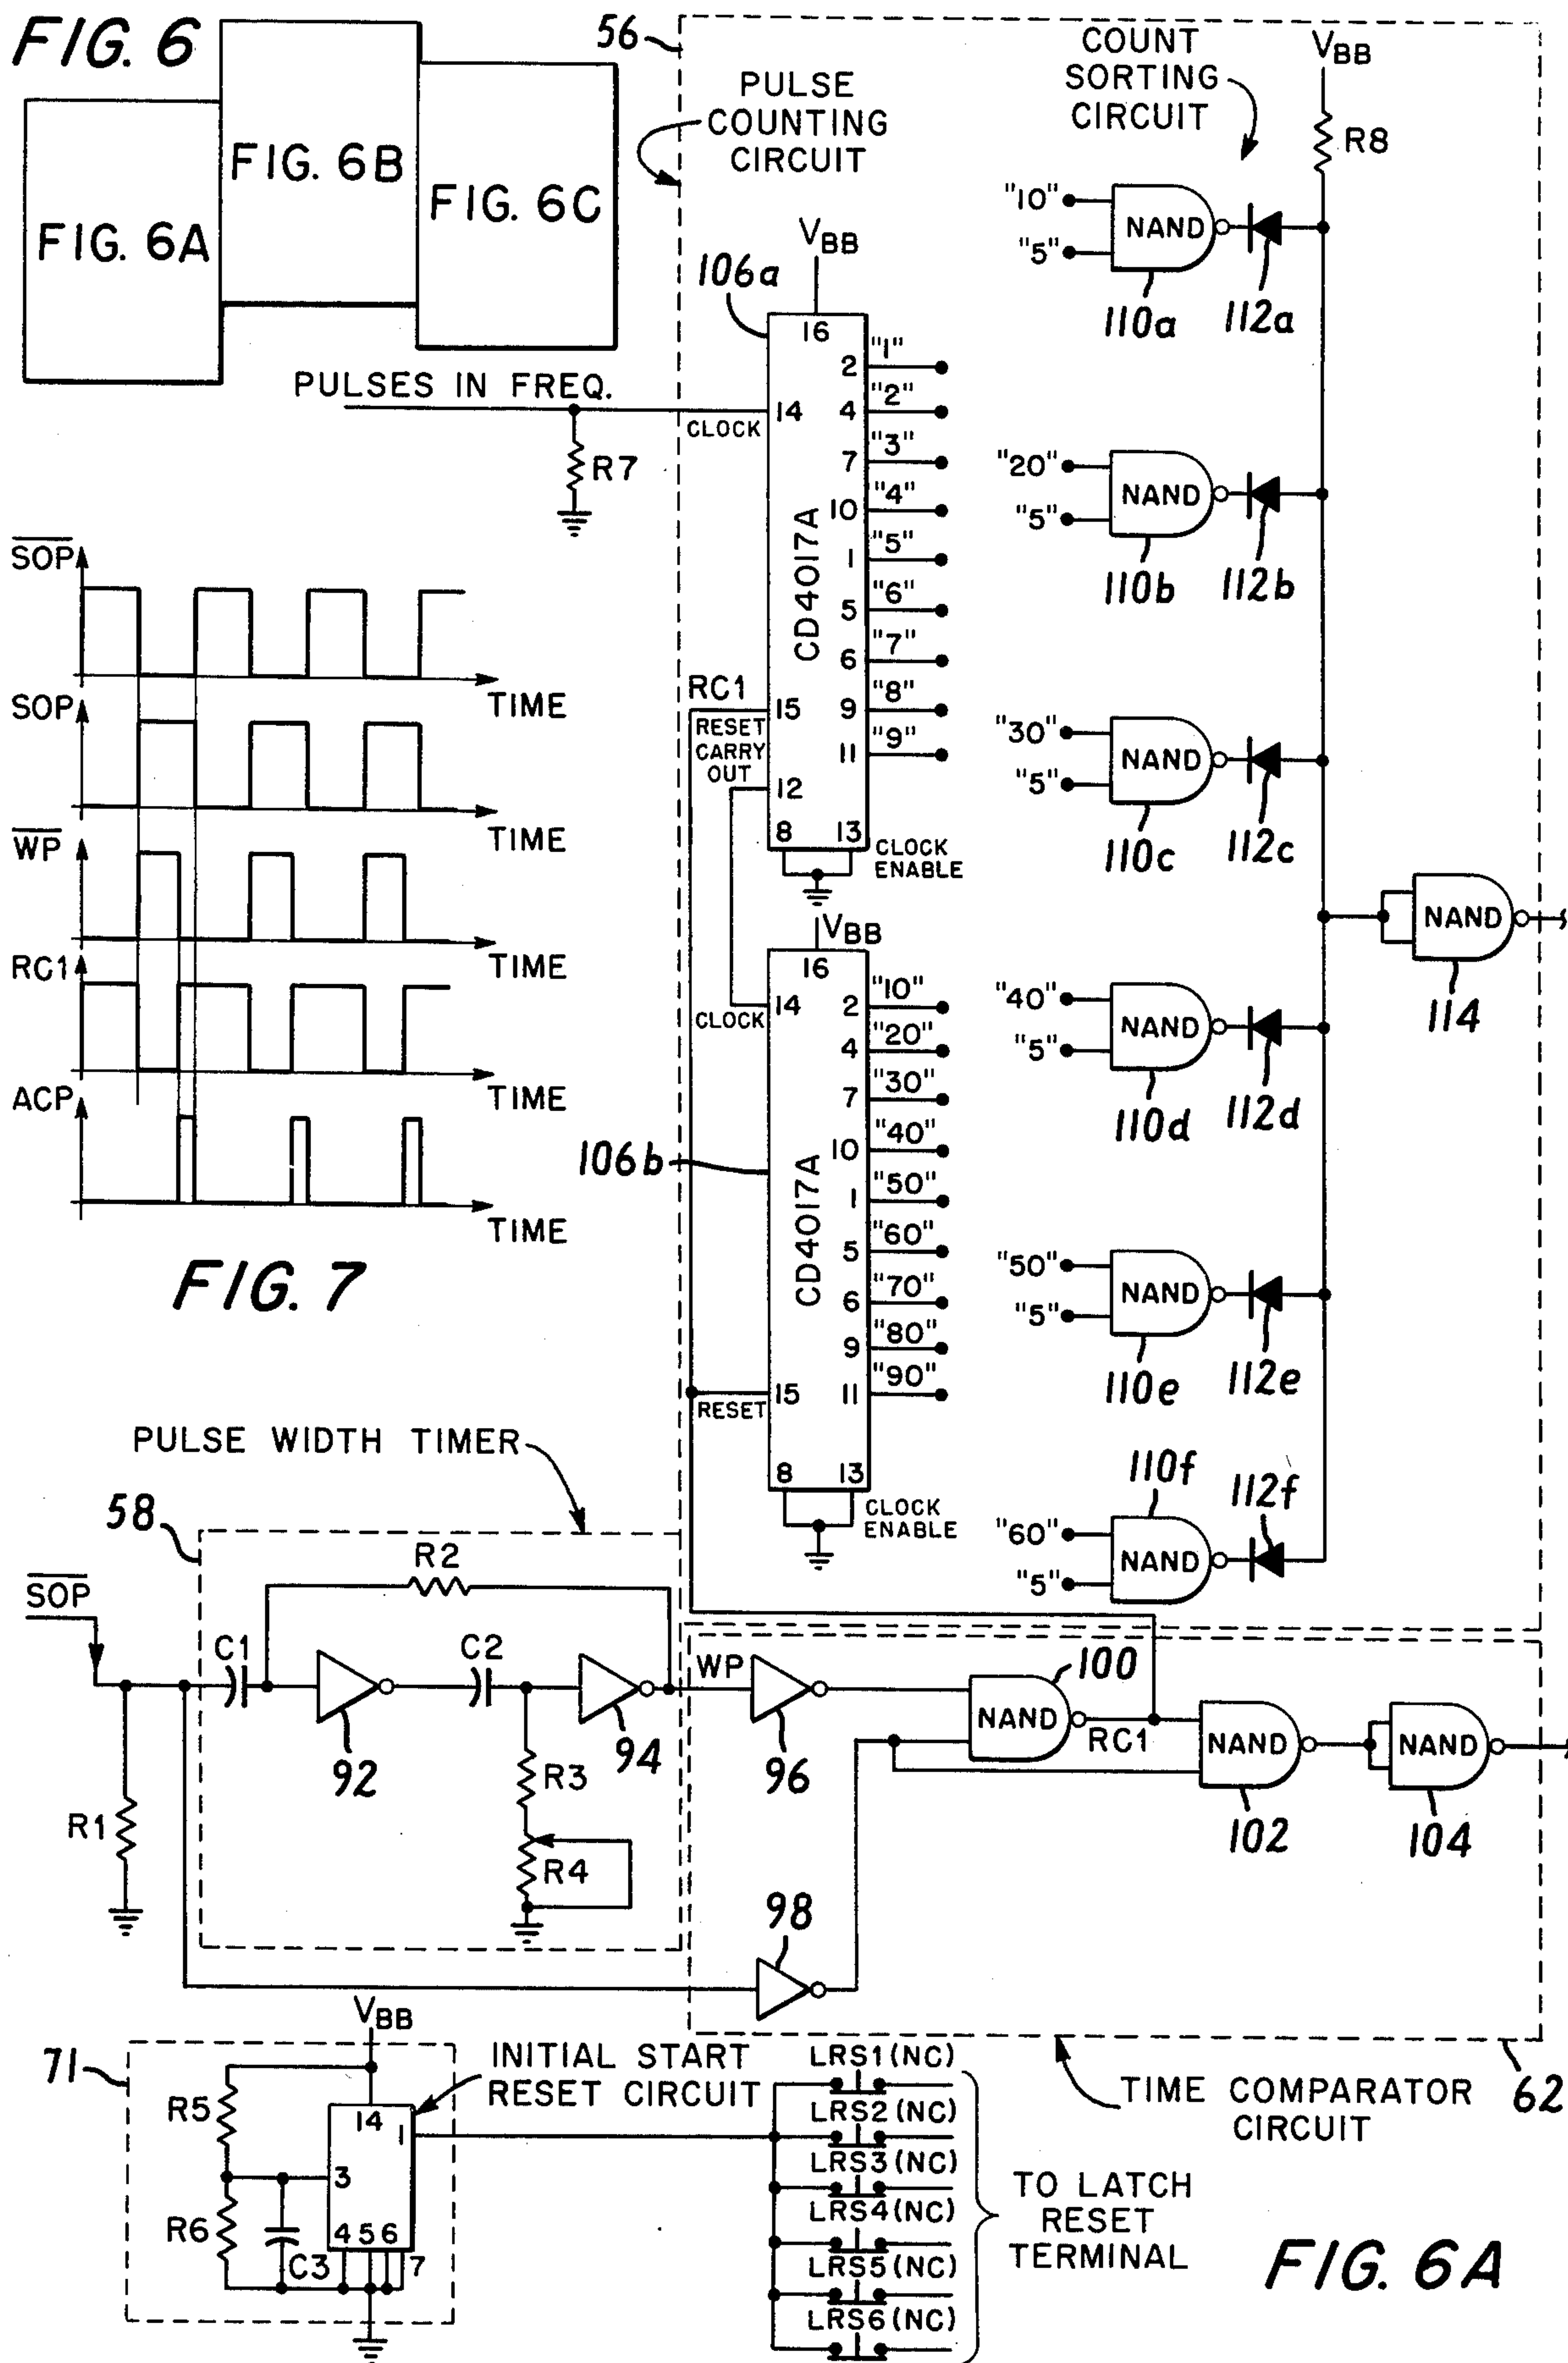 FIG. 6
FIG. 6A
FIG. 6B
FIG. 6C
56
PULSE
COUNTING
CIRCUIT
COUNT
SORTING
CIRCUIT
VBB
R8
PULSES IN FREQ.
R7
CLOCK
VBB
106a
16
14
2 "1"
4 "2"
7 "3"
10 "4"
1 "5"
5 "6"
6 "7"
9 "8"
11 "9"
CD4017A
RC1
15
RESET
CARRY
OUT
12
8 13
CLOCK
ENABLE
VBB
106b
16
14
CLOCK
2 "10"
4 "20"
7 "30"
10 "40"
1 "50"
5 "60"
6 "70"
9 "80"
11 "90"
CD4017A
15
RESET
8 13
CLOCK
ENABLE
"10"
"5"
NAND
110a 112a
"20"
"5"
NAND
110b 112b
"30"
"5"
NAND
110c 112c
"40"
"5"
NAND
110d 112d
"50"
"5"
NAND
110e 112e
110f 112f
"60"
"5"
NAND
NAND
114
SOP
TIME
SOP
TIME
WP
TIME
RC1
TIME
ACP
TIME
FIG. 7
PULSE WIDTH TIMER
58
SOP
R1
R2
C1
92
C2
94
R3
R4
WP
96
98
NAND
100
RC1
NAND
102
NAND
104
TIME COMPARATOR
CIRCUIT
62
71
VBB
INITIAL START
RESET CIRCUIT
R5
R6
C3
14
1
3
4 5 6 7
LRS1 (NC)
LRS2 (NC)
LRS3 (NC)
LRS4 (NC)
LRS5 (NC)
LRS6 (NC)
TO LATCH
RESET
TERMINAL
FIG. 6A